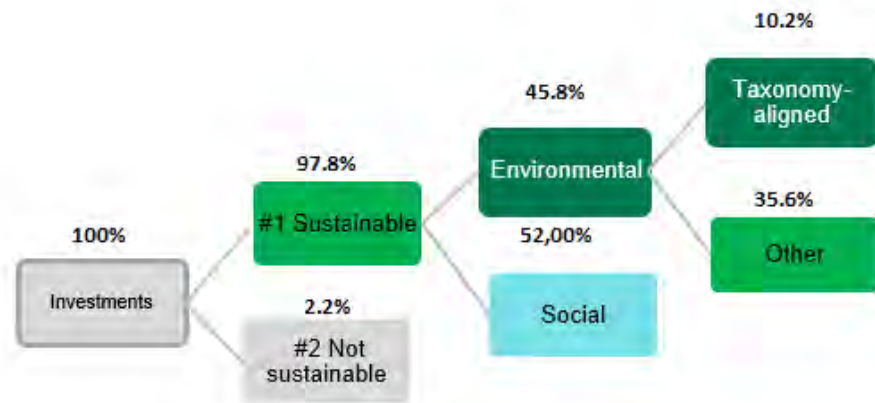 10.2%
Taxonomy-
aligned
45.8%
Environmental
97.8%
#1 Sustainable
35.6%
Other
100%
Investments
52,00%
Social
2.2%
#2 Not
sustainable